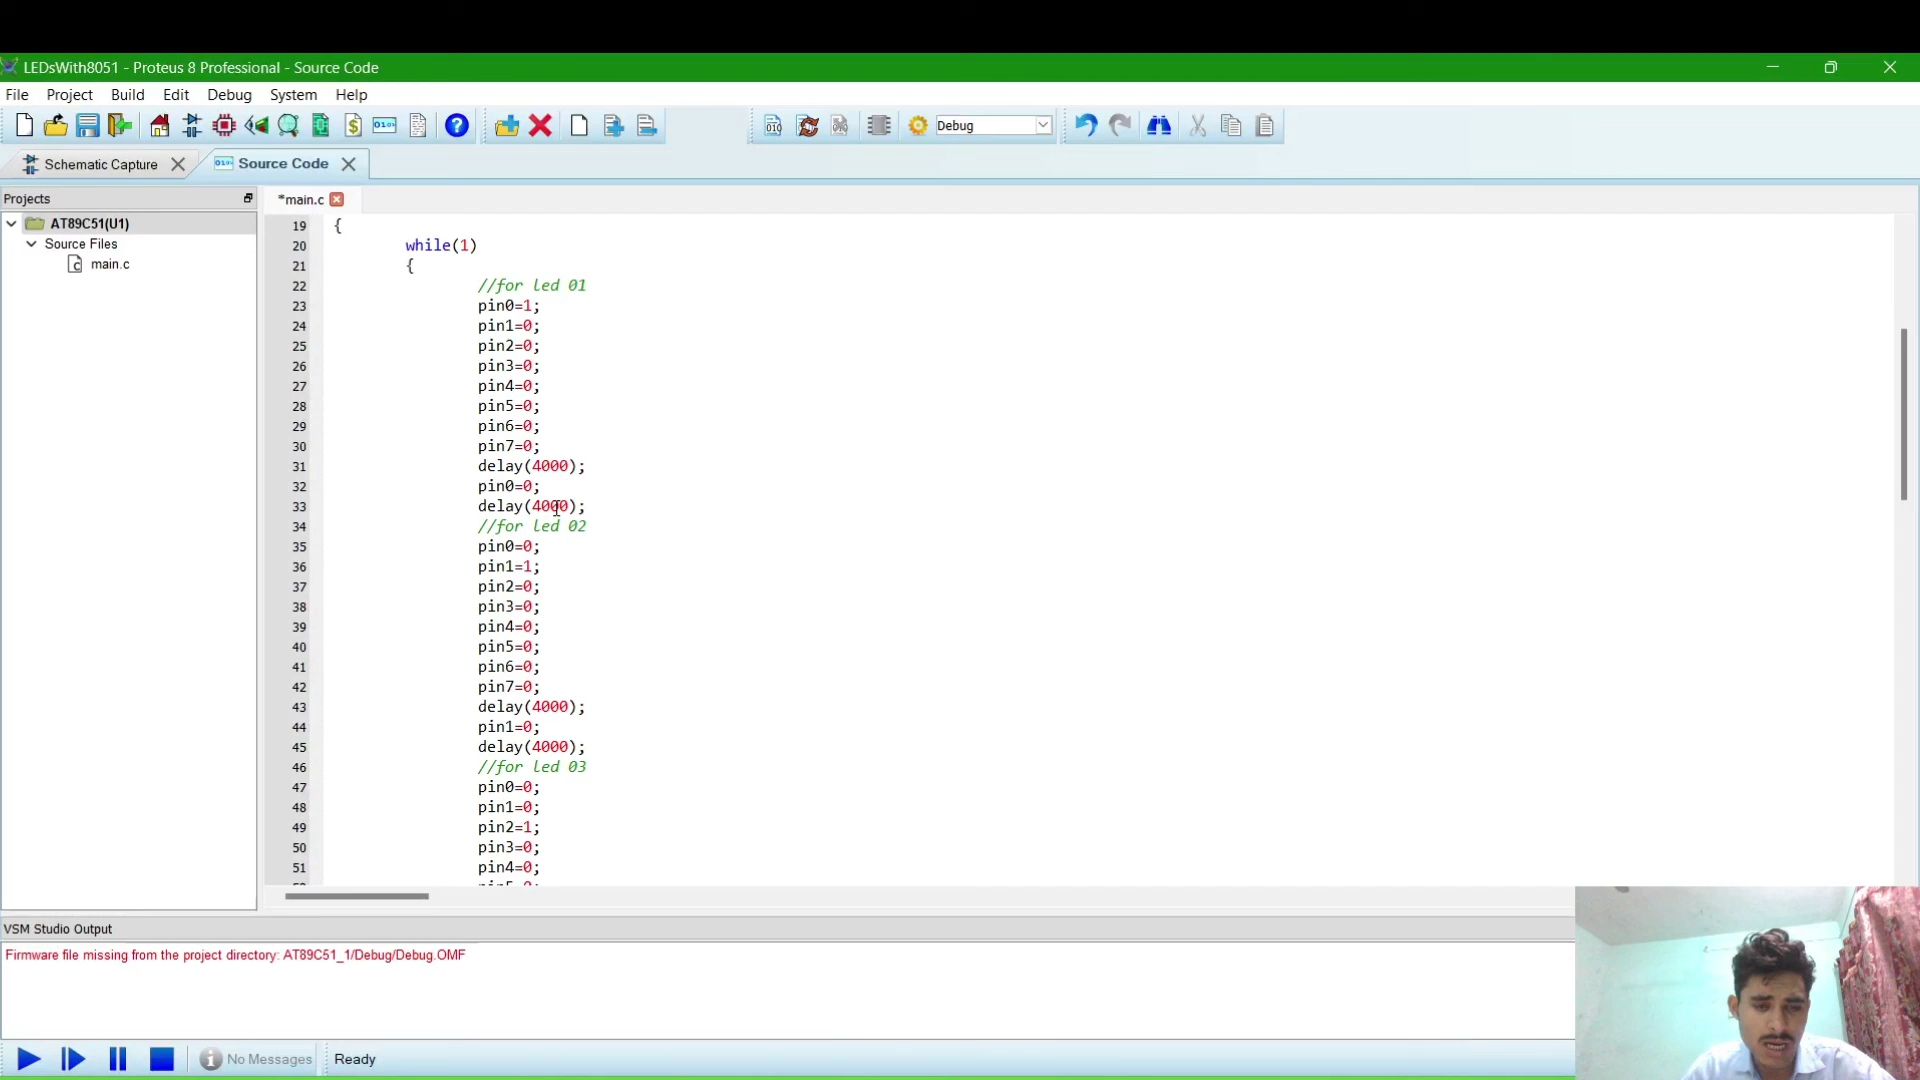 LEDsWith8051 - Proteus 8 Professional - Source Code
File Project Build Edit Debug System Help
Debug
Schematic Capture Source Code
Projects
*main.c
AT89C51(U1)
Source Files
main.c
19 {
20 while(1)
21 {
22 //for led 01
23 pin0=1;
24 pin1=0;
25 pin2=0;
26 pin3=0;
27 pin4=0;
28 pin5=0;
29 pin6=0;
30 pin7=0;
31 delay(4000);
32 pin0=0;
33 delay(4000);
34 //for led 02
35 pin0=0;
36 pin1=1;
37 pin2=0;
38 pin3=0;
39 pin4=0;
40 pin5=0;
41 pin6=0;
42 pin7=0;
43 delay(4000);
44 pin1=0;
45 delay(4000);
46 //for led 03
47 pin0=0;
48 pin1=0;
49 pin2=1;
50 pin3=0;
51 pin4=0;
VSM Studio Output
Firmware file missing from the project directory: AT89C51_1/Debug/Debug.OMF
No Messages Ready